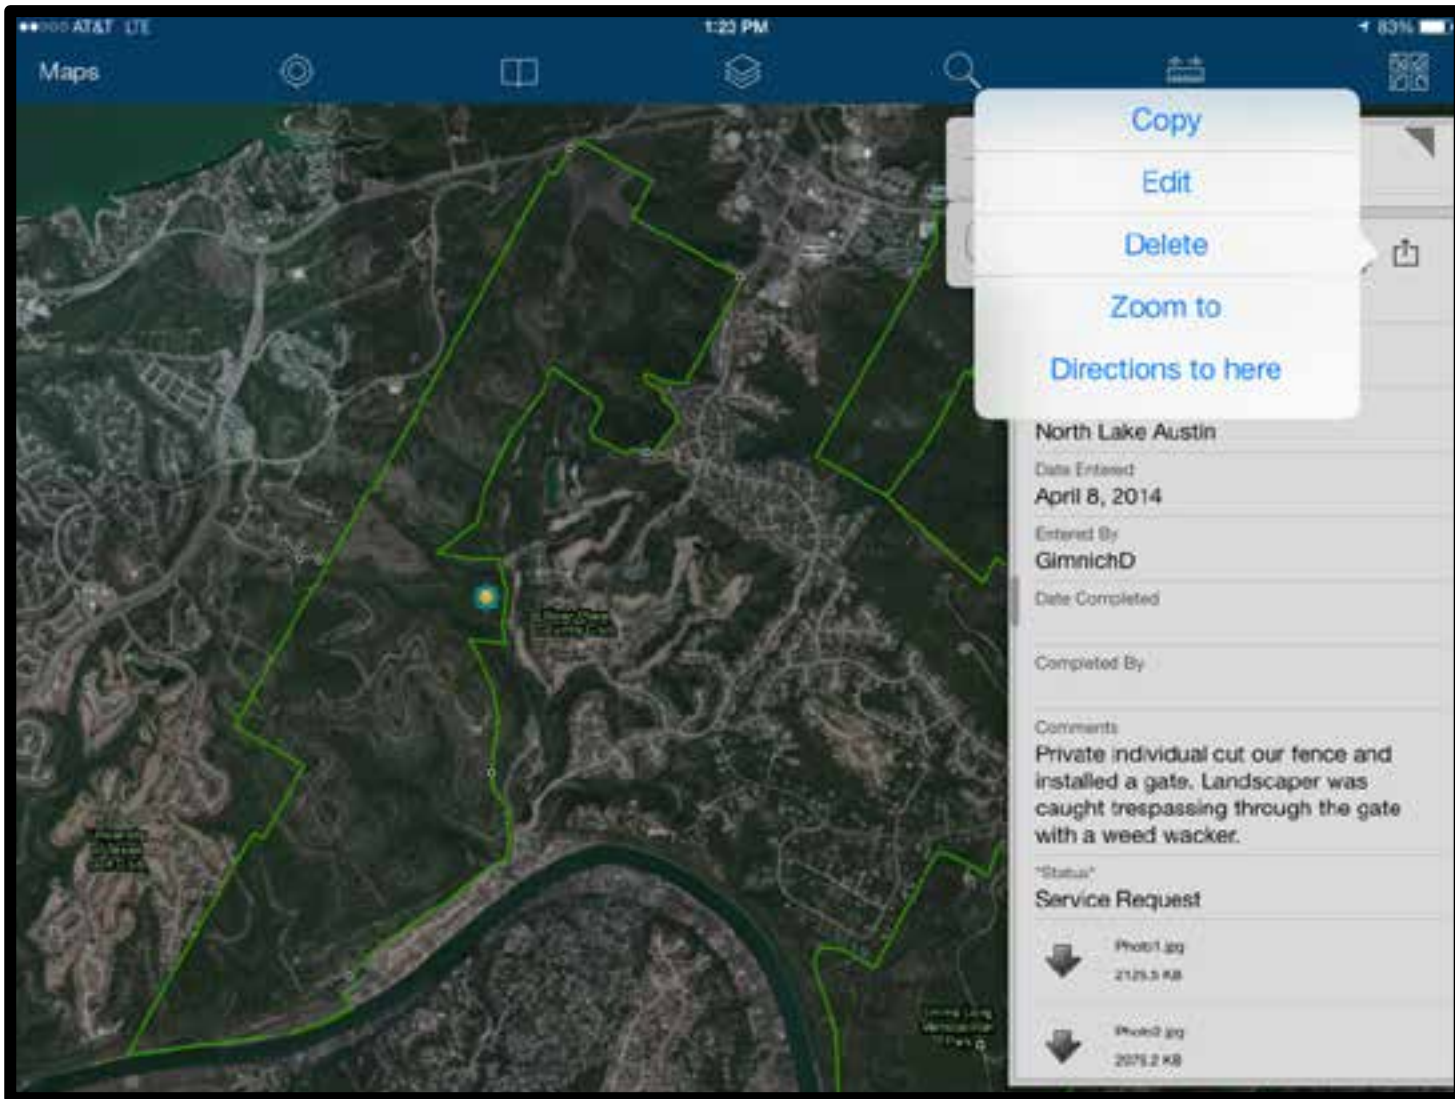 AT&T LTE
1:23 PM
83%
Maps
Copy
Edit
Delete
Zoom to
Directions to here
North Lake Austin
Date Entered
April 8, 2014
Entered By
GimnichD
Date Completed
Completed By
Comments
Private individual cut our fence and
installed a gate. Landscaper was
caught trespassing through the gate
with a weed wacker.
*Status*
Service Request
Photo1.jpg
2125.5 KB
Photo2.jpg
2075.2 KB
Park